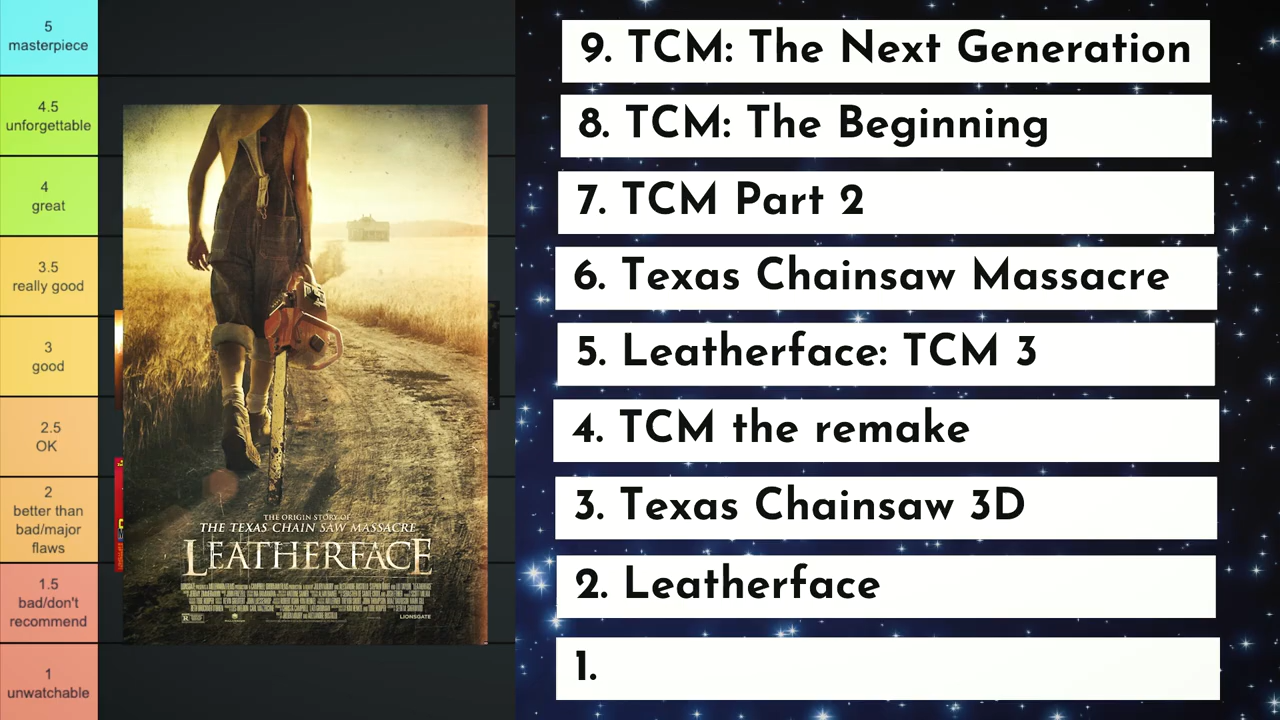 5
masterpiece
4.5
unforgettable
4
great
3.5
really good
3
good
2.5
OK
2
better than
bad/major
flaws
1.5
bad/don't
recommend
1
unwatchable
THE ORIGIN STORY OF
THE TEXAS CHAIN SAW MASSACRE
LEATHERFACE
R
LIONSGATE
9. TCM: The Next Generation
8. TCM: The Beginning
7. TCM Part 2
6. Texas Chainsaw Massacre
5. Leatherface: TCM 3
4. TCM the remake
3. Texas Chainsaw 3D
2. Leatherface
1.